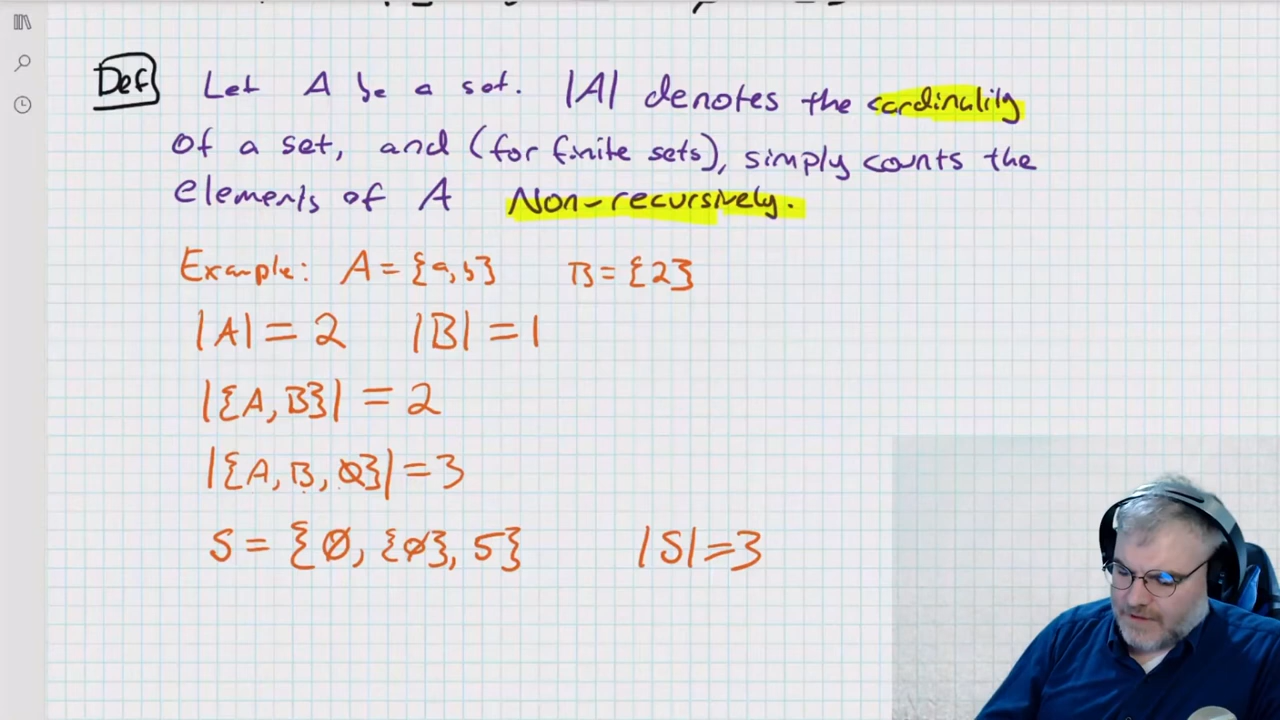 Def Let A be a set. |A| denotes the cardinality
of a set, and (for finite sets), simply counts the
elements of A Non-recursively.
Example: A = {a,b} B = {2}
|A| = 2 |B| = 1
|{A, B}| = 2
|{A, B, ∅}| = 3
S = {∅, {∅}, 5} |S| = 3